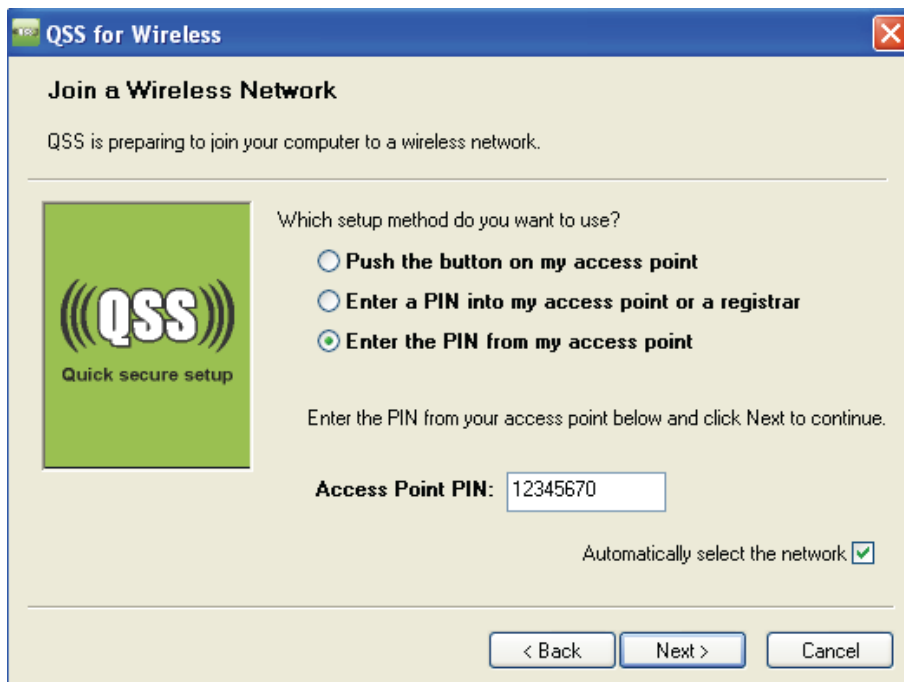 QSS for Wireless
Join a Wireless Network
QSS is preparing to join your computer to a wireless network.
Which setup method do you want to use?
Push the button on my access point
Enter a PIN into my access point or a registrar
Enter the PIN from my access point
(((QSS)))
Quick secure setup
Enter the PIN from your access point below and click Next to continue.
Access Point PIN: 12345670
Automatically select the network
< Back Next > Cancel